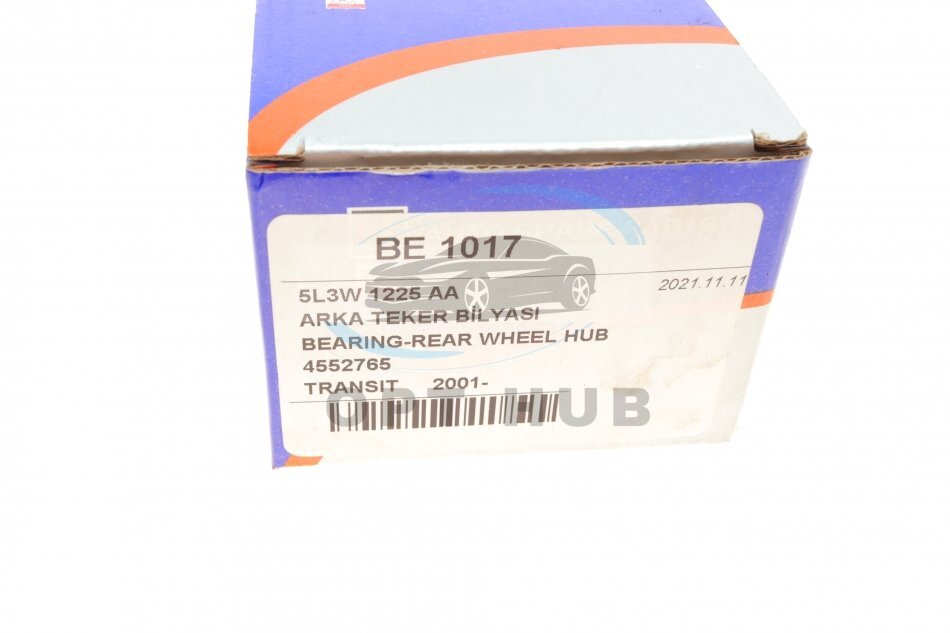 BE 1017
2021.11.11
5L3W 1225 AA
ARKA TEKER BİLYASI
BEARING-REAR WHEEL HUB
4552765
TRANSIT 2001-
OPT HUB